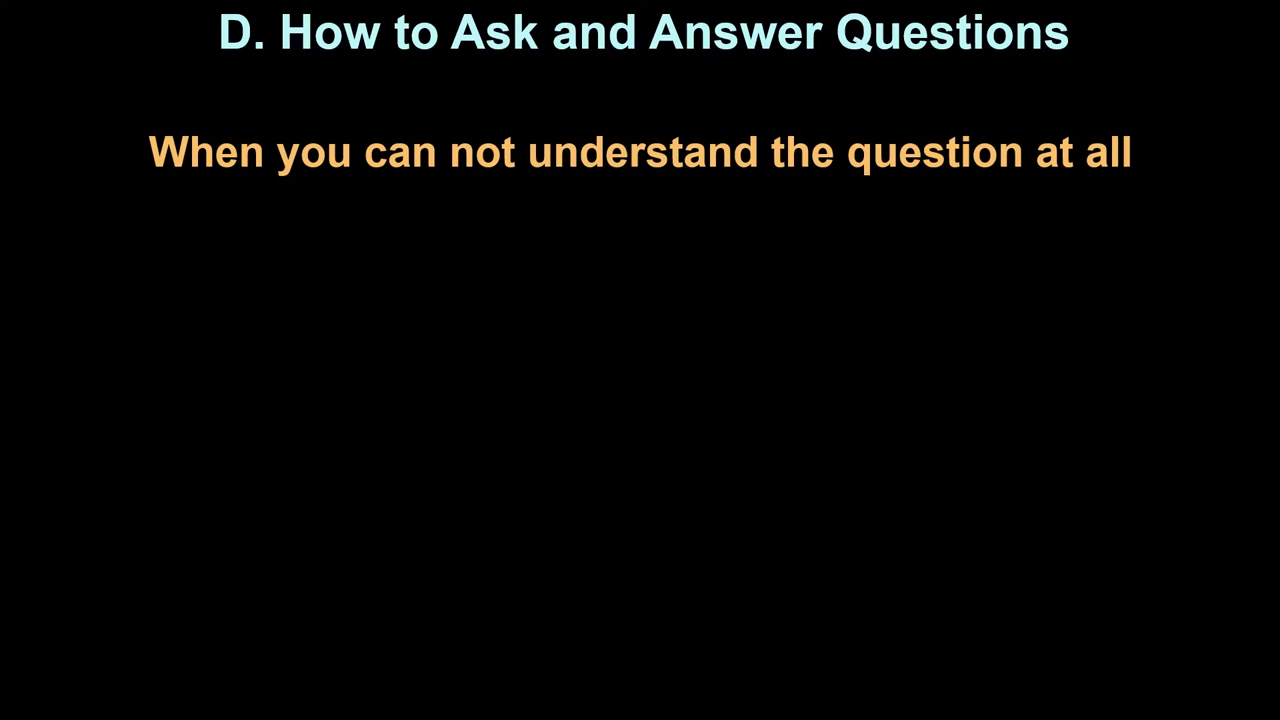 D. How to Ask and Answer Questions
When you can not understand the question at all